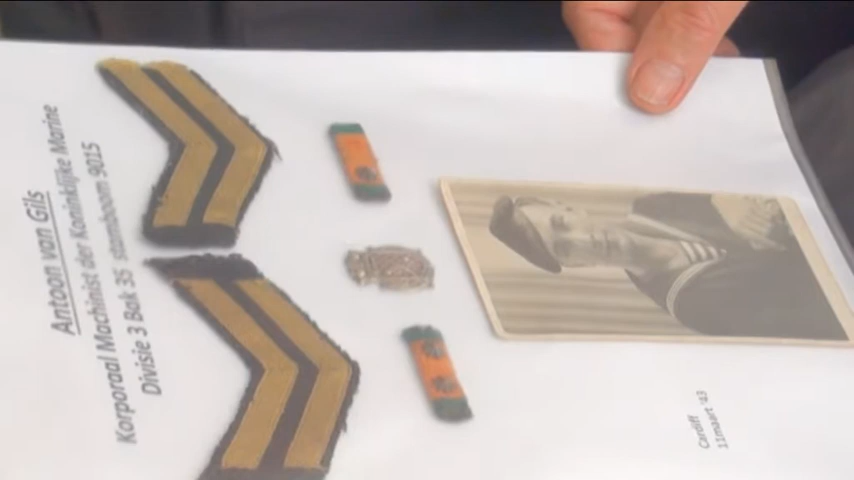 Antoon van Gils
Korporaal Machinist der Koninklijke Marine
Divisie 3 Bak 35 stamboom 9015
Cardiff
11maart '43